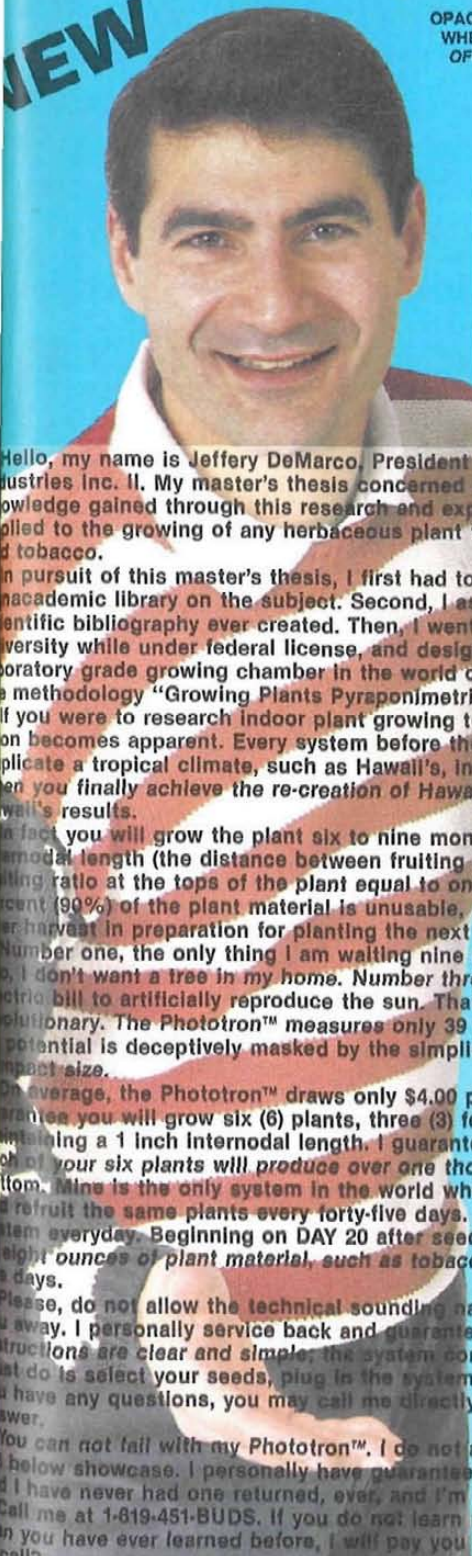 NEW
OPAC
WHI
OF
Hello, my name is Jeffery DeMarco, President
dustries Inc. II. My master's thesis concerned
owledge gained through this research and exp
plied to the growing of any herbaceous plant
d tobacco.
n pursuit of this master's thesis, I first had to
nacademic library on the subject. Second, I as
entific bibliography ever created. Then, I went
versity while under federal license, and desig
boratory grade growing chamber in the world o
e methodology "Growing Plants Pyraponimetri
If you were to research indoor plant growing t
on becomes apparent. Every system before thi
plicate a tropical climate, such as Hawaii's, in
en you finally achieve the re-creation of Hawa
waii's results.
In fact you will grow the plant six to nine mon
ernodal length (the distance between fruiting
iting ratio at the tops of the plant equal to on
rcent (90%) of the plant material is unusable,
er harvest in preparation for planting the next
Number one, the only thing I am waiting nine
o, I don't want a tree in my home. Number thre
ctric bill to artificially reproduce the sun. Tha
olutionary. The Phototron™ measures only 39
potential is deceptively masked by the simpli
mpact size.
On average, the Phototron™ draws only $4.00 p
arantee you will grow six (6) plants, three (3) fe
intaining a 1 inch internodal length. I guarante
ch of your six plants will produce over one tho
ttom. Mine is the only system in the world wh
d refruit the same plants every forty-five days.
stem everyday. Beginning on DAY 20 after seed
eight ounces of plant material, such as tobacc
e days.
Please, do not allow the technical sounding na
u away. I personally service back and guarante
structions are clear and simple; the system con
ust do is select your seeds, plug in the system
u have any questions, you may call me directly
swer.
You can not fail with my Phototron™. I do not
l below showcase. I personally have guarantee
d I have never had one returned, ever, and I'm
Call me at 1-619-451-BUDS. If you do not learn
an you have ever learned before, I will pay you